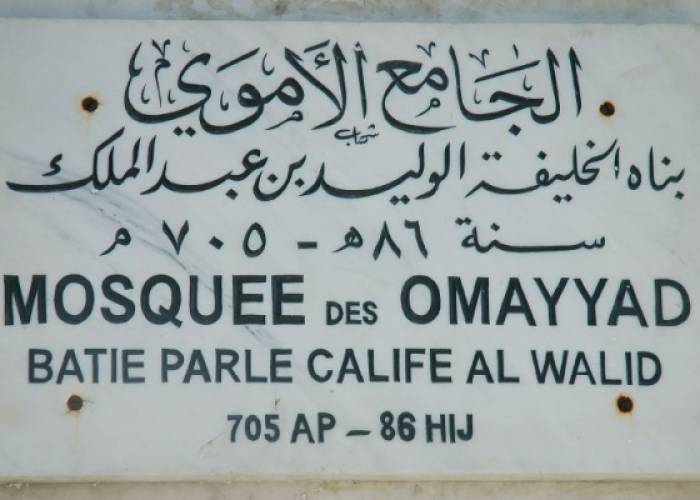 الجامع الأموي
بناه الخليفة الوليد بن عبد الملك
سنة ٨٦ هـ - ٧٠٥ م
MOSQUEE DES OMAYYAD
BATIE PARLE CALIFE AL WALID
705 AP – 86 HIJ